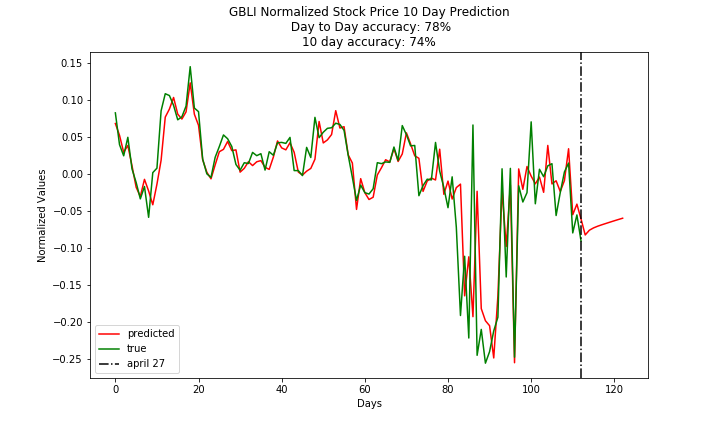 GBLI Normalized Stock Price 10 Day Prediction
Day to Day accuracy: 78%
10 day accuracy: 74%
0.15
0.10
0.05
0.00
−0.05
−0.10
−0.15
−0.20
−0.25
Normalized Values
predicted
true
april 27
0
20
40
60
80
100
120
Days